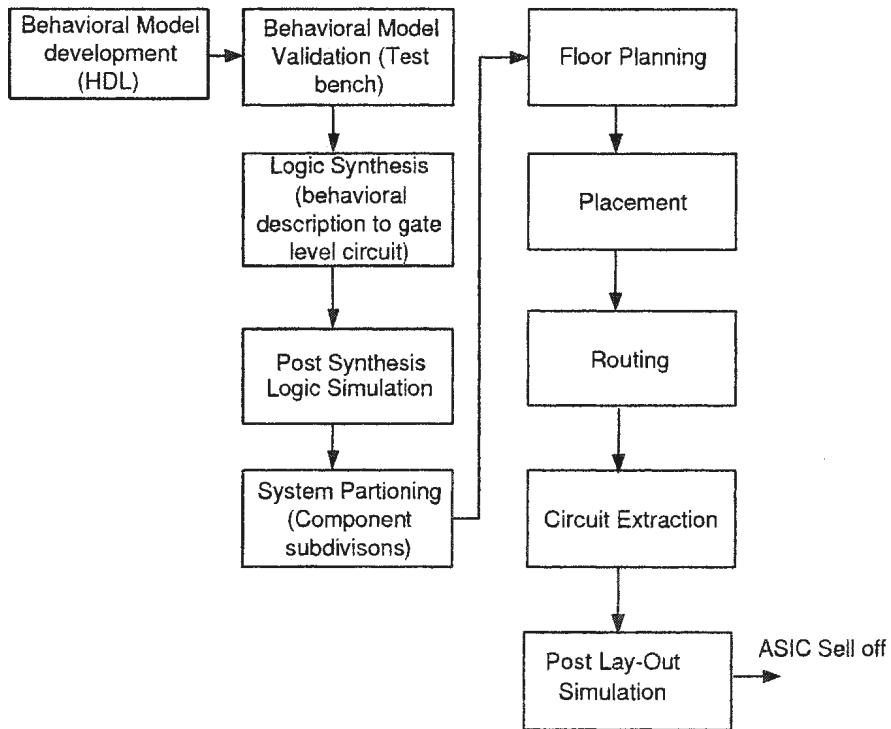 Behavioral Model
development
(HDL)
Behavioral Model
Validation (Test
bench)
Logic Synthesis
(behavioral
description to gate
level circuit)
Post Synthesis
Logic Simulation
System Partioning
(Component
subdivisons)
Floor Planning
Placement
Routing
Circuit Extraction
Post Lay-Out
Simulation
ASIC Sell off